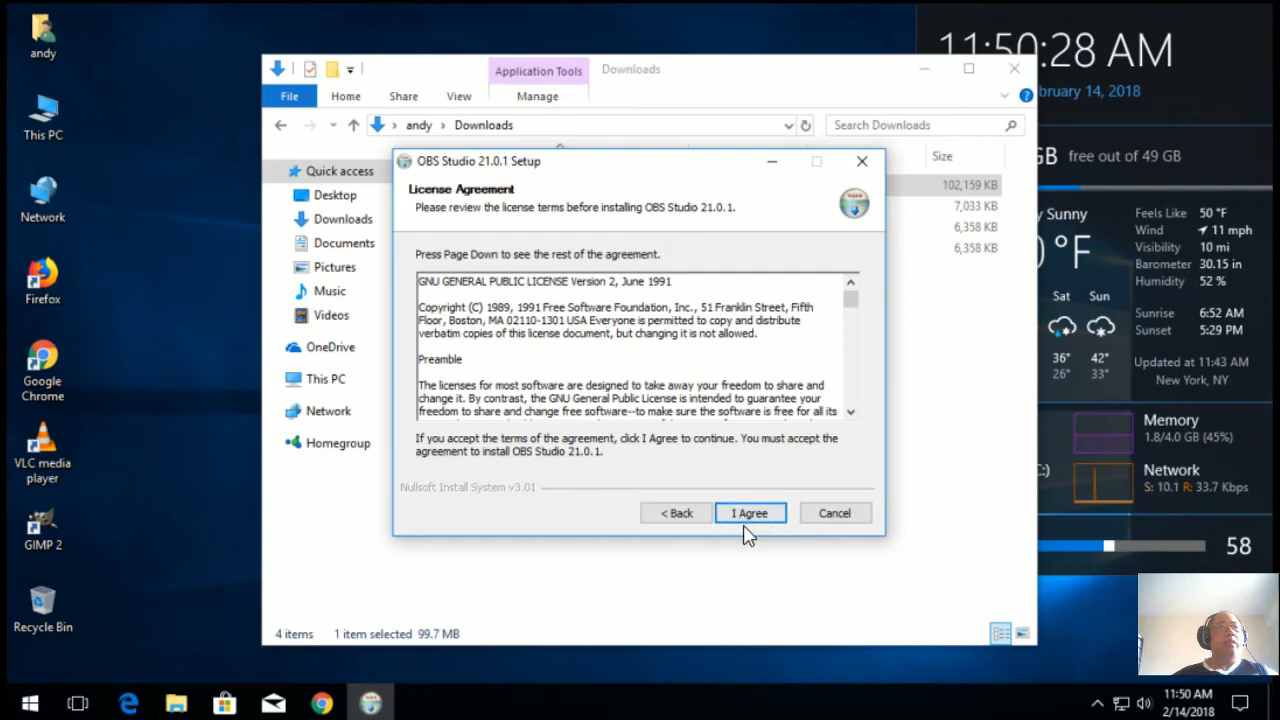 andy
This PC
Network
Firefox
Google
Chrome
VLC media
player
GIMP 2
Recycle Bin
Application Tools
Downloads
File
Home
Share
View
Manage
andy
Downloads
Search Downloads
Size
Quick access
Desktop
Downloads
Documents
Pictures
Music
Videos
OneDrive
This PC
Network
Homegroup
102,159 KB
7,033 KB
6,358 KB
6,358 KB
OBS Studio 21.0.1 Setup
License Agreement
Please review the license terms before installing OBS Studio 21.0.1.
Press Page Down to see the rest of the agreement.
GNU GENERAL PUBLIC LICENSE Version 2, June 1991
Copyright (C) 1989, 1991 Free Software Foundation, Inc., 51 Franklin Street, Fifth
Floor, Boston, MA 02110-1301 USA Everyone is permitted to copy and distribute
verbatim copies of this license document, but changing it is not allowed.
Preamble
The licenses for most software are designed to take away your freedom to share and
change it. By contrast, the GNU General Public License is intended to guarantee your
freedom to share and change free software--to make sure the software is free for all its
If you accept the terms of the agreement, click I Agree to continue. You must accept the
agreement to install OBS Studio 21.0.1.
Nullsoft Install System v3.01
< Back
I Agree
Cancel
4 items
1 item selected 99.7 MB
11:50:28 AM
bruary 14, 2018
GB free out of 49 GB
y Sunny
0°F
Feels Like 50 °F
Wind 11 mph
Visibility 10 mi
Barometer 30.15 in
Humidity 52 %
Sat Sun
36° 42°
26° 33°
Sunrise 6:52 AM
Sunset 5:29 PM
Updated at 11:43 AM
New York, NY
Memory
1.8/4.0 GB (45%)
:)
Network
S: 10.1 R: 33.7 Kbps
58
11:50 AM
2/14/2018